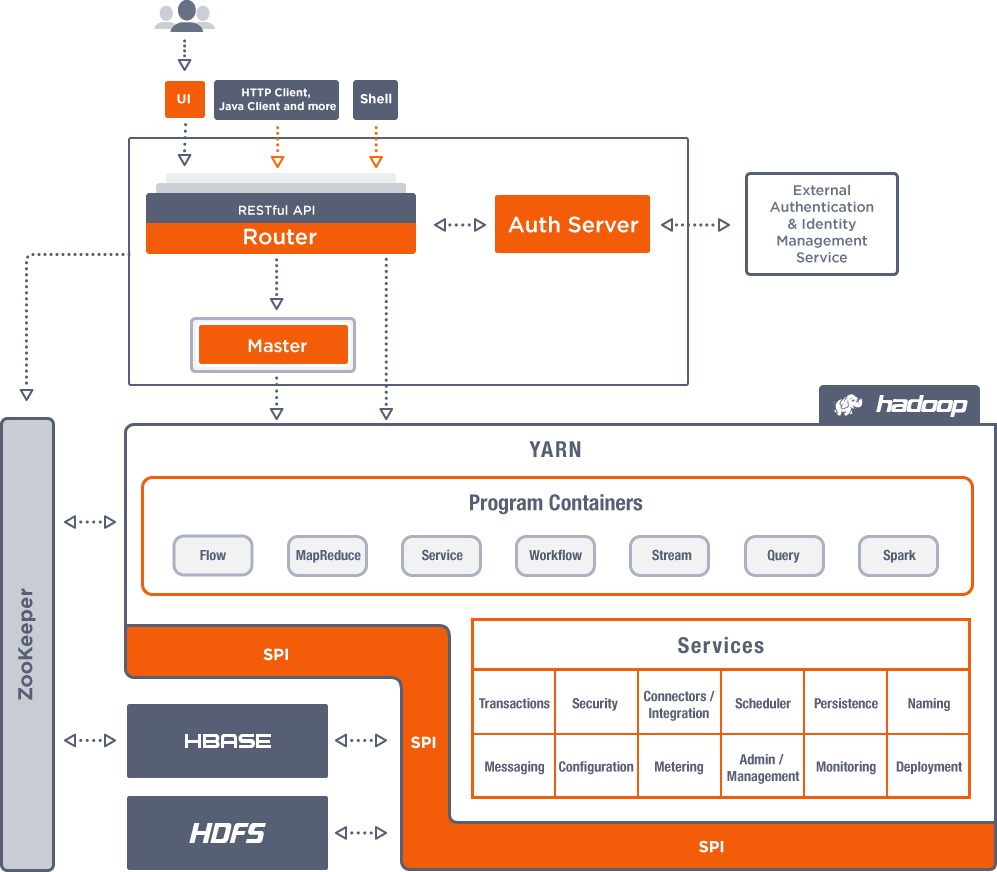 UI
HTTP Client,
Java Client and more
Shell
RESTful API
Router
Auth Server
External
Authentication
& Identity
Management
Service
Master
hadoop
YARN
Program Containers
Flow
MapReduce
Service
Workflow
Stream
Query
Spark
ZooKeeper
SPI
Services
Transactions
Security
Connectors /
Integration
Scheduler
Persistence
Naming
Messaging
Configuration
Metering
Admin /
Management
Monitoring
Deployment
HBASE
SPI
HDFS
SPI